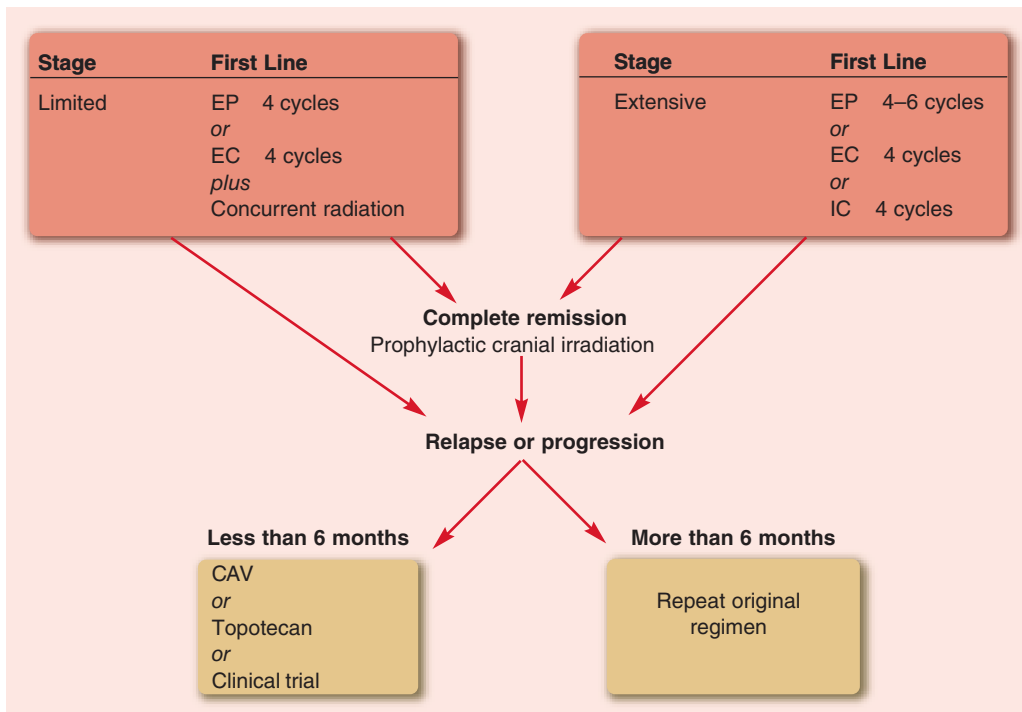 Stage First Line
Limited EP 4 cycles
or
EC 4 cycles
plus
Concurrent radiation
Stage First Line
Extensive EP 4–6 cycles
or
EC 4 cycles
or
IC 4 cycles
Complete remission
Prophylactic cranial irradiation
Relapse or progression
Less than 6 months
CAV
or
Topotecan
or
Clinical trial
More than 6 months
Repeat original
regimen